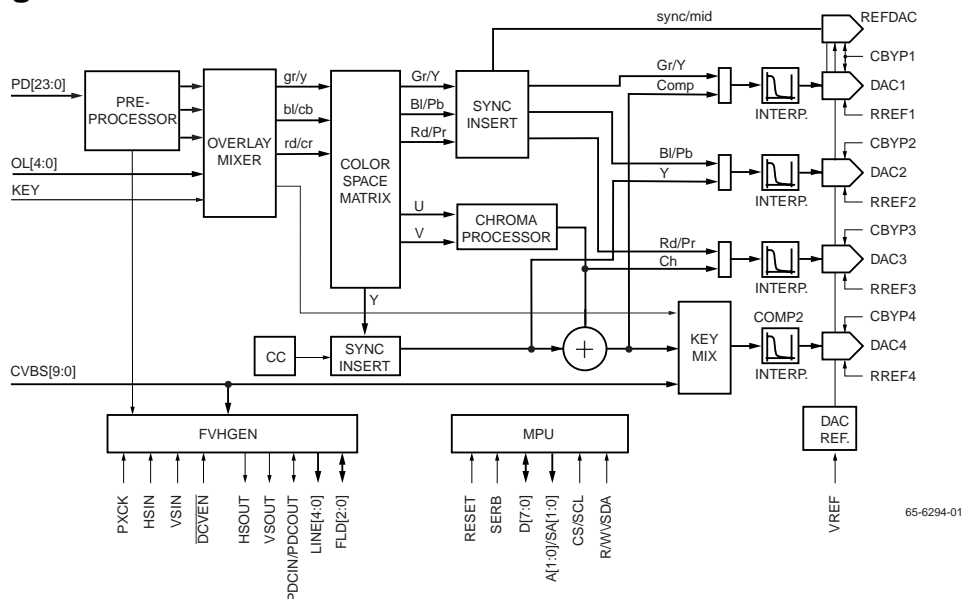 sync/mid
REFDAC
CBYP1
DAC1
RREF1
PD[23:0]
PRE-
PROCESSOR
OL[4:0]
KEY
OVERLAY
MIXER
gr/y
bl/cb
rd/cr
COLOR
SPACE
MATRIX
Gr/Y
Bl/Pb
Rd/Pr
SYNC
INSERT
Gr/Y
Comp
INTERP.
Bl/Pb
Y
INTERP.
CBYP2
DAC2
RREF2
U
V
CHROMA
PROCESSOR
Rd/Pr
Ch
INTERP.
CBYP3
DAC3
RREF3
Y
CC
SYNC
INSERT
+
KEY
MIX
COMP2
INTERP.
CBYP4
DAC4
RREF4
CVBS[9:0]
FVHGEN
MPU
DAC
REF.
PXCK
HSIN
VSIN
DCVEN
HSOUT
VSOUT
PDCIN/PDCOUT
LINE[4:0]
FLD[2:0]
RESET
SERB
D[7:0]
A[1:0]/SA[1:0]
CS/SCL
R/WVSDA
VREF
65-6294-01